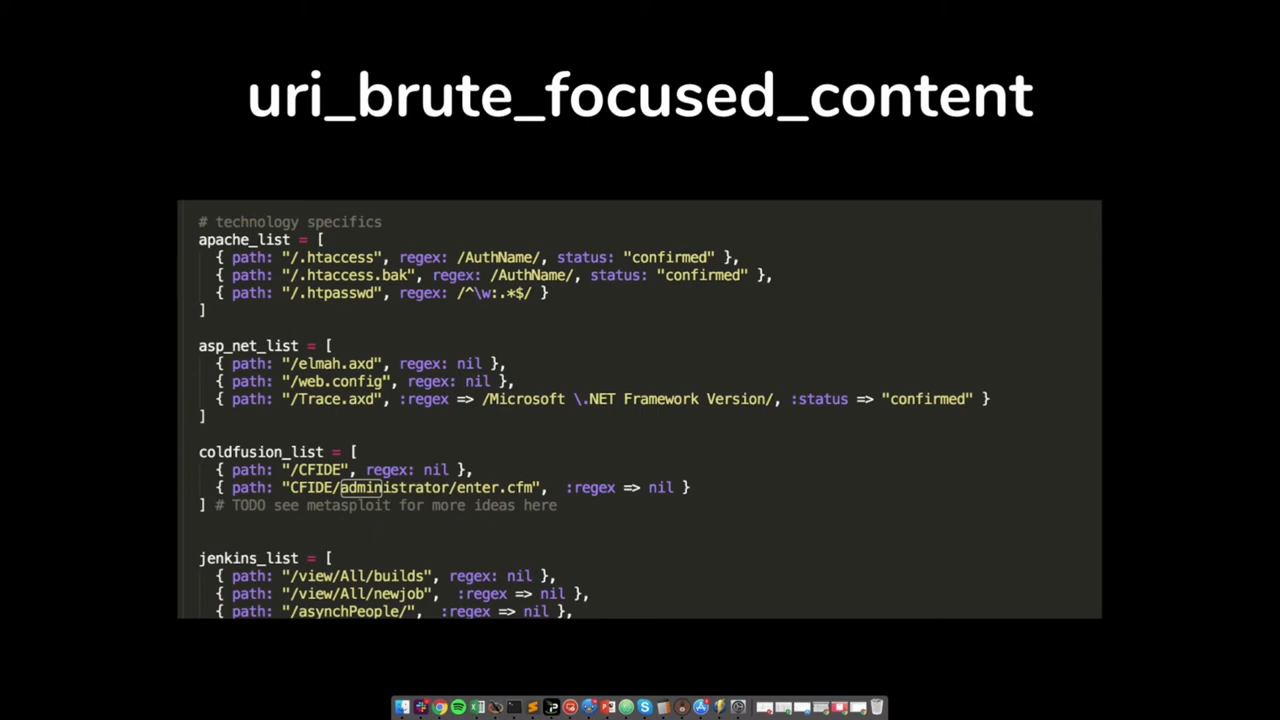 uri_brute_focused_content
# technology specifics
apache_list = [
{ path: "/.htaccess", regex: /AuthName/, status: "confirmed" },
{ path: "/.htaccess.bak", regex: /AuthName/, status: "confirmed" },
{ path: "/.htpasswd", regex: /^\w:.*$/ }
]
asp_net_list = [
{ path: "/elmah.axd", regex: nil },
{ path: "/web.config", regex: nil },
{ path: "/Trace.axd", :regex => /Microsoft \.NET Framework Version/, :status => "confirmed" }
]
coldfusion_list = [
{ path: "/CFIDE", regex: nil },
{ path: "CFIDE/administrator/enter.cfm", :regex => nil }
] # TODO see metasploit for more ideas here
jenkins_list = [
{ path: "/view/All/builds", regex: nil },
{ path: "/view/All/newjob", :regex => nil },
{ path: "/asynchPeople/", :regex => nil },